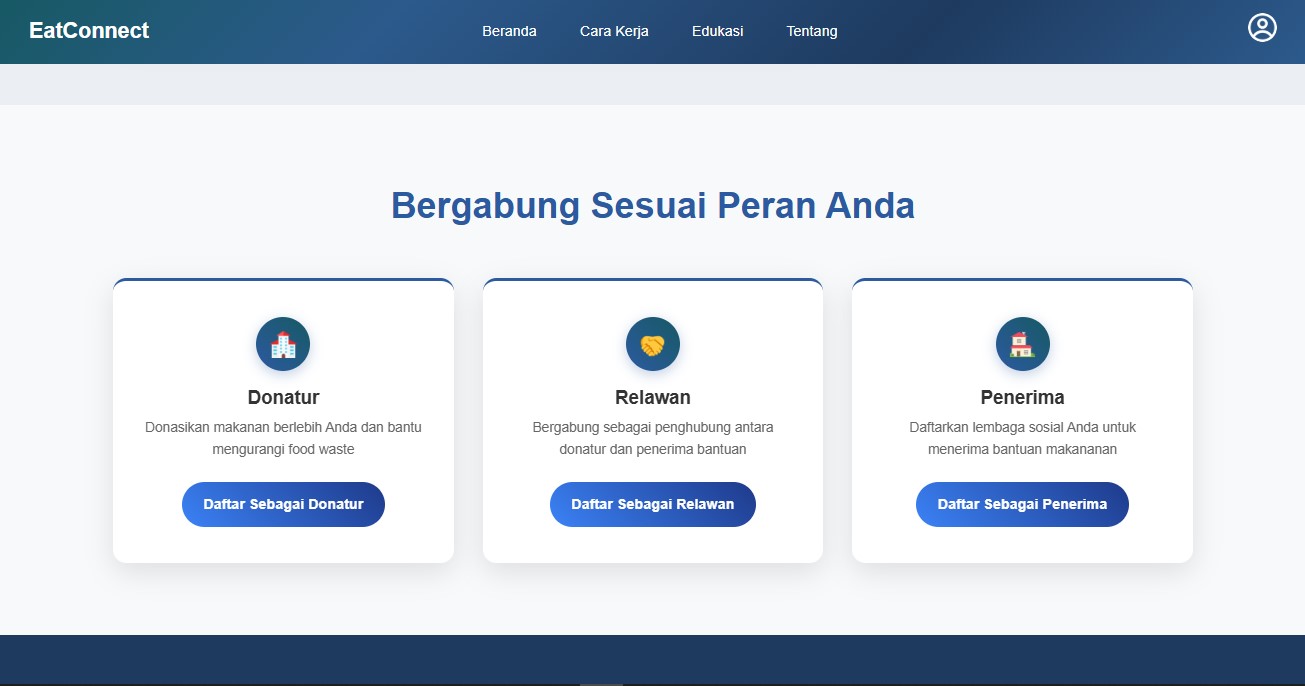 EatConnect
Beranda
Cara Kerja
Edukasi
Tentang
Bergabung Sesuai Peran Anda
Donatur
Donasikan makanan berlebih Anda dan bantu
mengurangi food waste
Daftar Sebagai Donatur
Relawan
Bergabung sebagai penghubung antara
donatur dan penerima bantuan
Daftar Sebagai Relawan
Penerima
Daftarkan lembaga sosial Anda untuk
menerima bantuan makananan
Daftar Sebagai Penerima